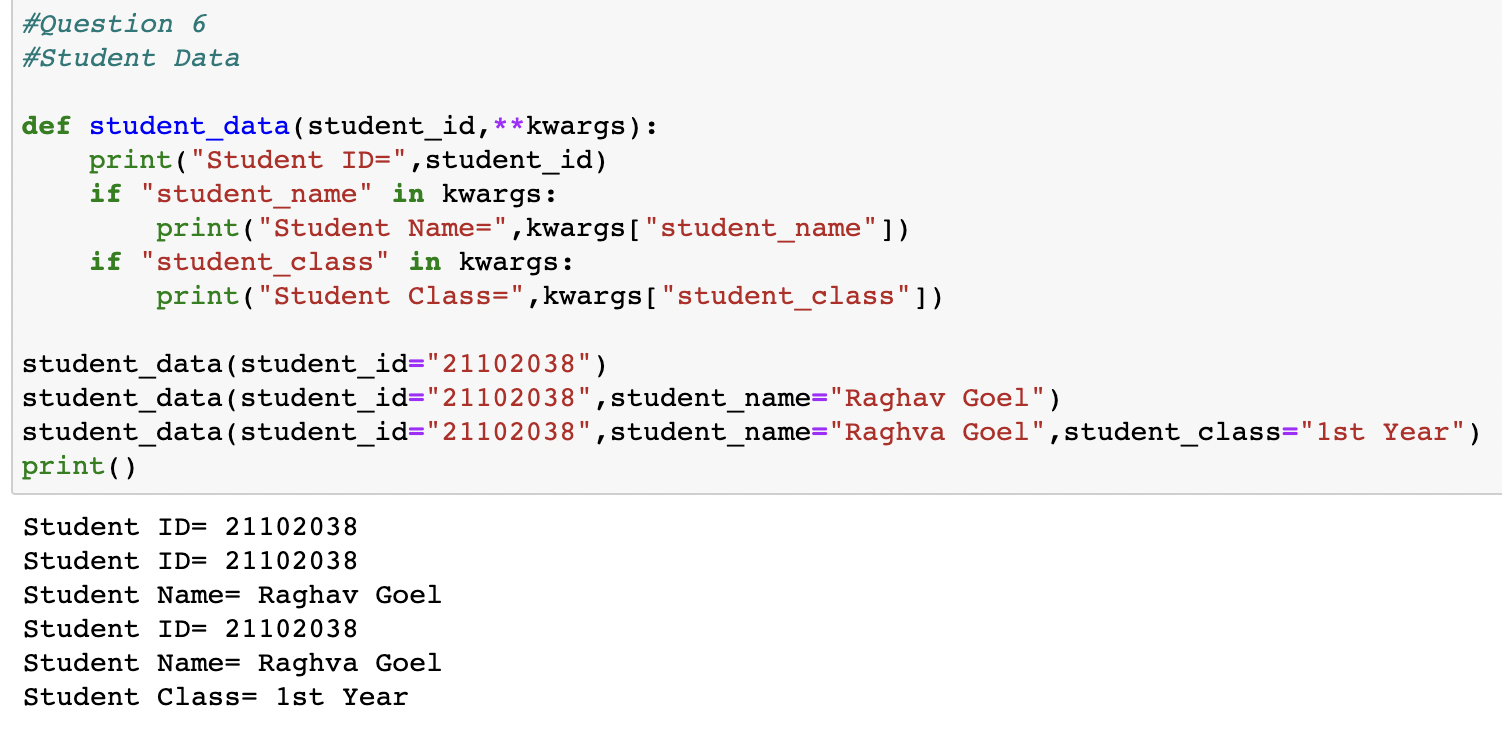 #Question 6
#Student Data
def student_data(student_id,**kwargs):
    print("Student ID=",student_id)
    if "student_name" in kwargs:
        print("Student Name=",kwargs["student_name"])
    if "student_class" in kwargs:
        print("Student Class=",kwargs["student_class"])
student_data(student_id="21102038")
student_data(student_id="21102038",student_name="Raghav Goel")
student_data(student_id="21102038",student_name="Raghva Goel",student_class="1st Year")
print()
Student ID= 21102038
Student ID= 21102038
Student Name= Raghav Goel
Student ID= 21102038
Student Name= Raghva Goel
Student Class= 1st Year